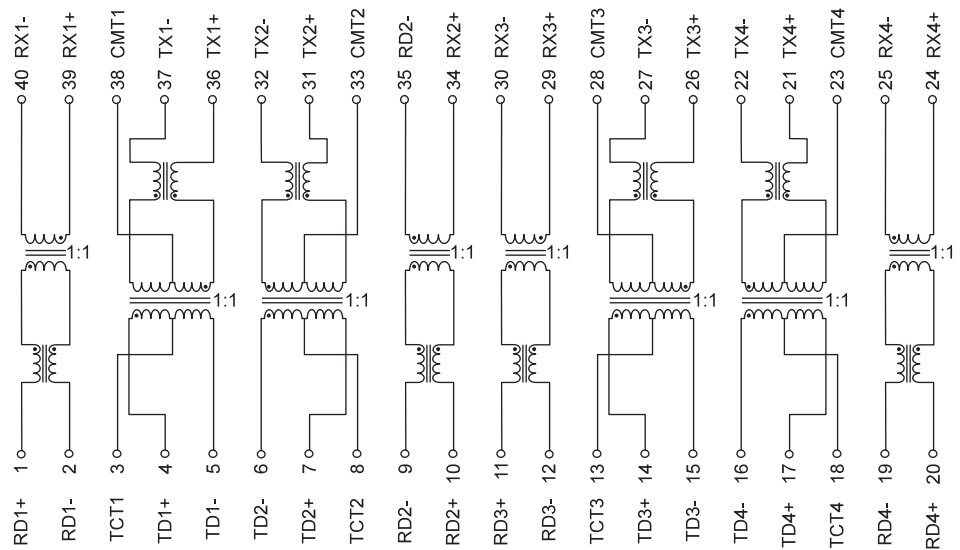 RX1-
RX1+
CMT1
TX1-
TX1+
TX2-
TX2+
CMT2
RD2-
RX2+
RX3-
RX3+
CMT3
TX3-
TX3+
TX4-
TX4+
CMT4
RX4-
RX4+
40
39
38
37
36
32
31
33
35
34
30
29
28
27
26
22
21
23
25
24
1:1
1:1
1:1
1:1
1:1
1:1
1:1
1:1
1
2
3
4
5
6
7
8
9
10
11
12
13
14
15
16
17
18
19
20
RD1+
RD1-
TCT1
TD1+
TD1-
TD2-
TD2+
TCT2
RD2-
RD2+
RD3+
RD3-
TCT3
TD3+
TD3-
TD4-
TD4+
TCT4
RD4-
RD4+